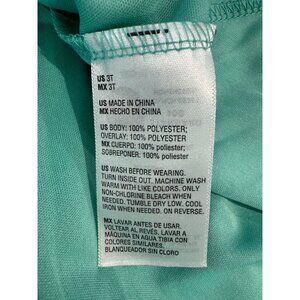 US 3T
MX 3T
US MADE IN CHINA
MX HECHO EN CHINA
US BODY: 100% POLYESTER;
OVERLAY: 100% POLYESTER
MX CUERPO: 100% poliester;
SOBREPONER: 100% poliester
US WASH BEFORE WEARING.
TURN INSIDE OUT. MACHINE WASH
WARM WITH LIKE COLORS. ONLY
NON-CHLORINE BLEACH WHEN
NEEDED. TUMBLE DRY LOW. COOL
IRON WHEN NEEDED. ON REVERSE.
MX LAVAR ANTES DE USAR.
VOLTEAR AL REVES. LAVAR A
MÁQUINA EN AGUA TIBIA CON
COLORES SIMILARES.
BLANQUEADOR SIN CLORO